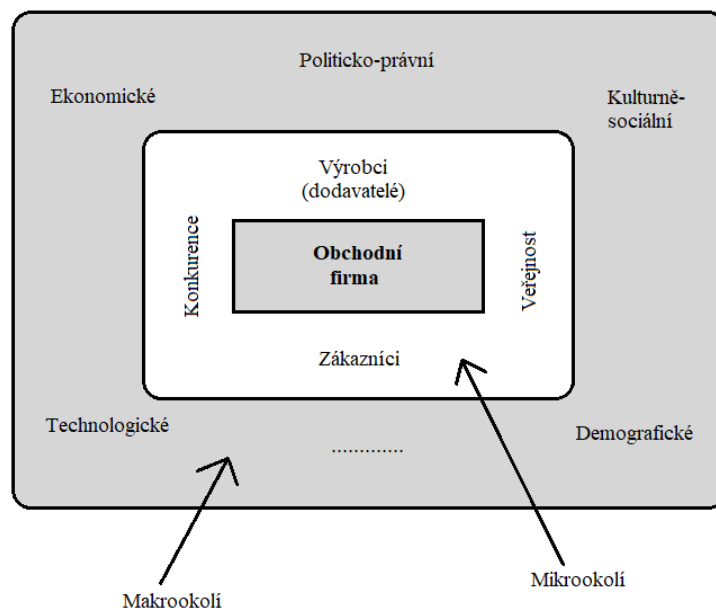 Politicko-právní
Ekonomické
Kulturně-
sociální
Výrobci
(dodavatelé)
Konkurence
Obchodní
firma
Veřejnost
Zákazníci
Technologické
.............
Demografické
Mikrookolí
Makrookolí